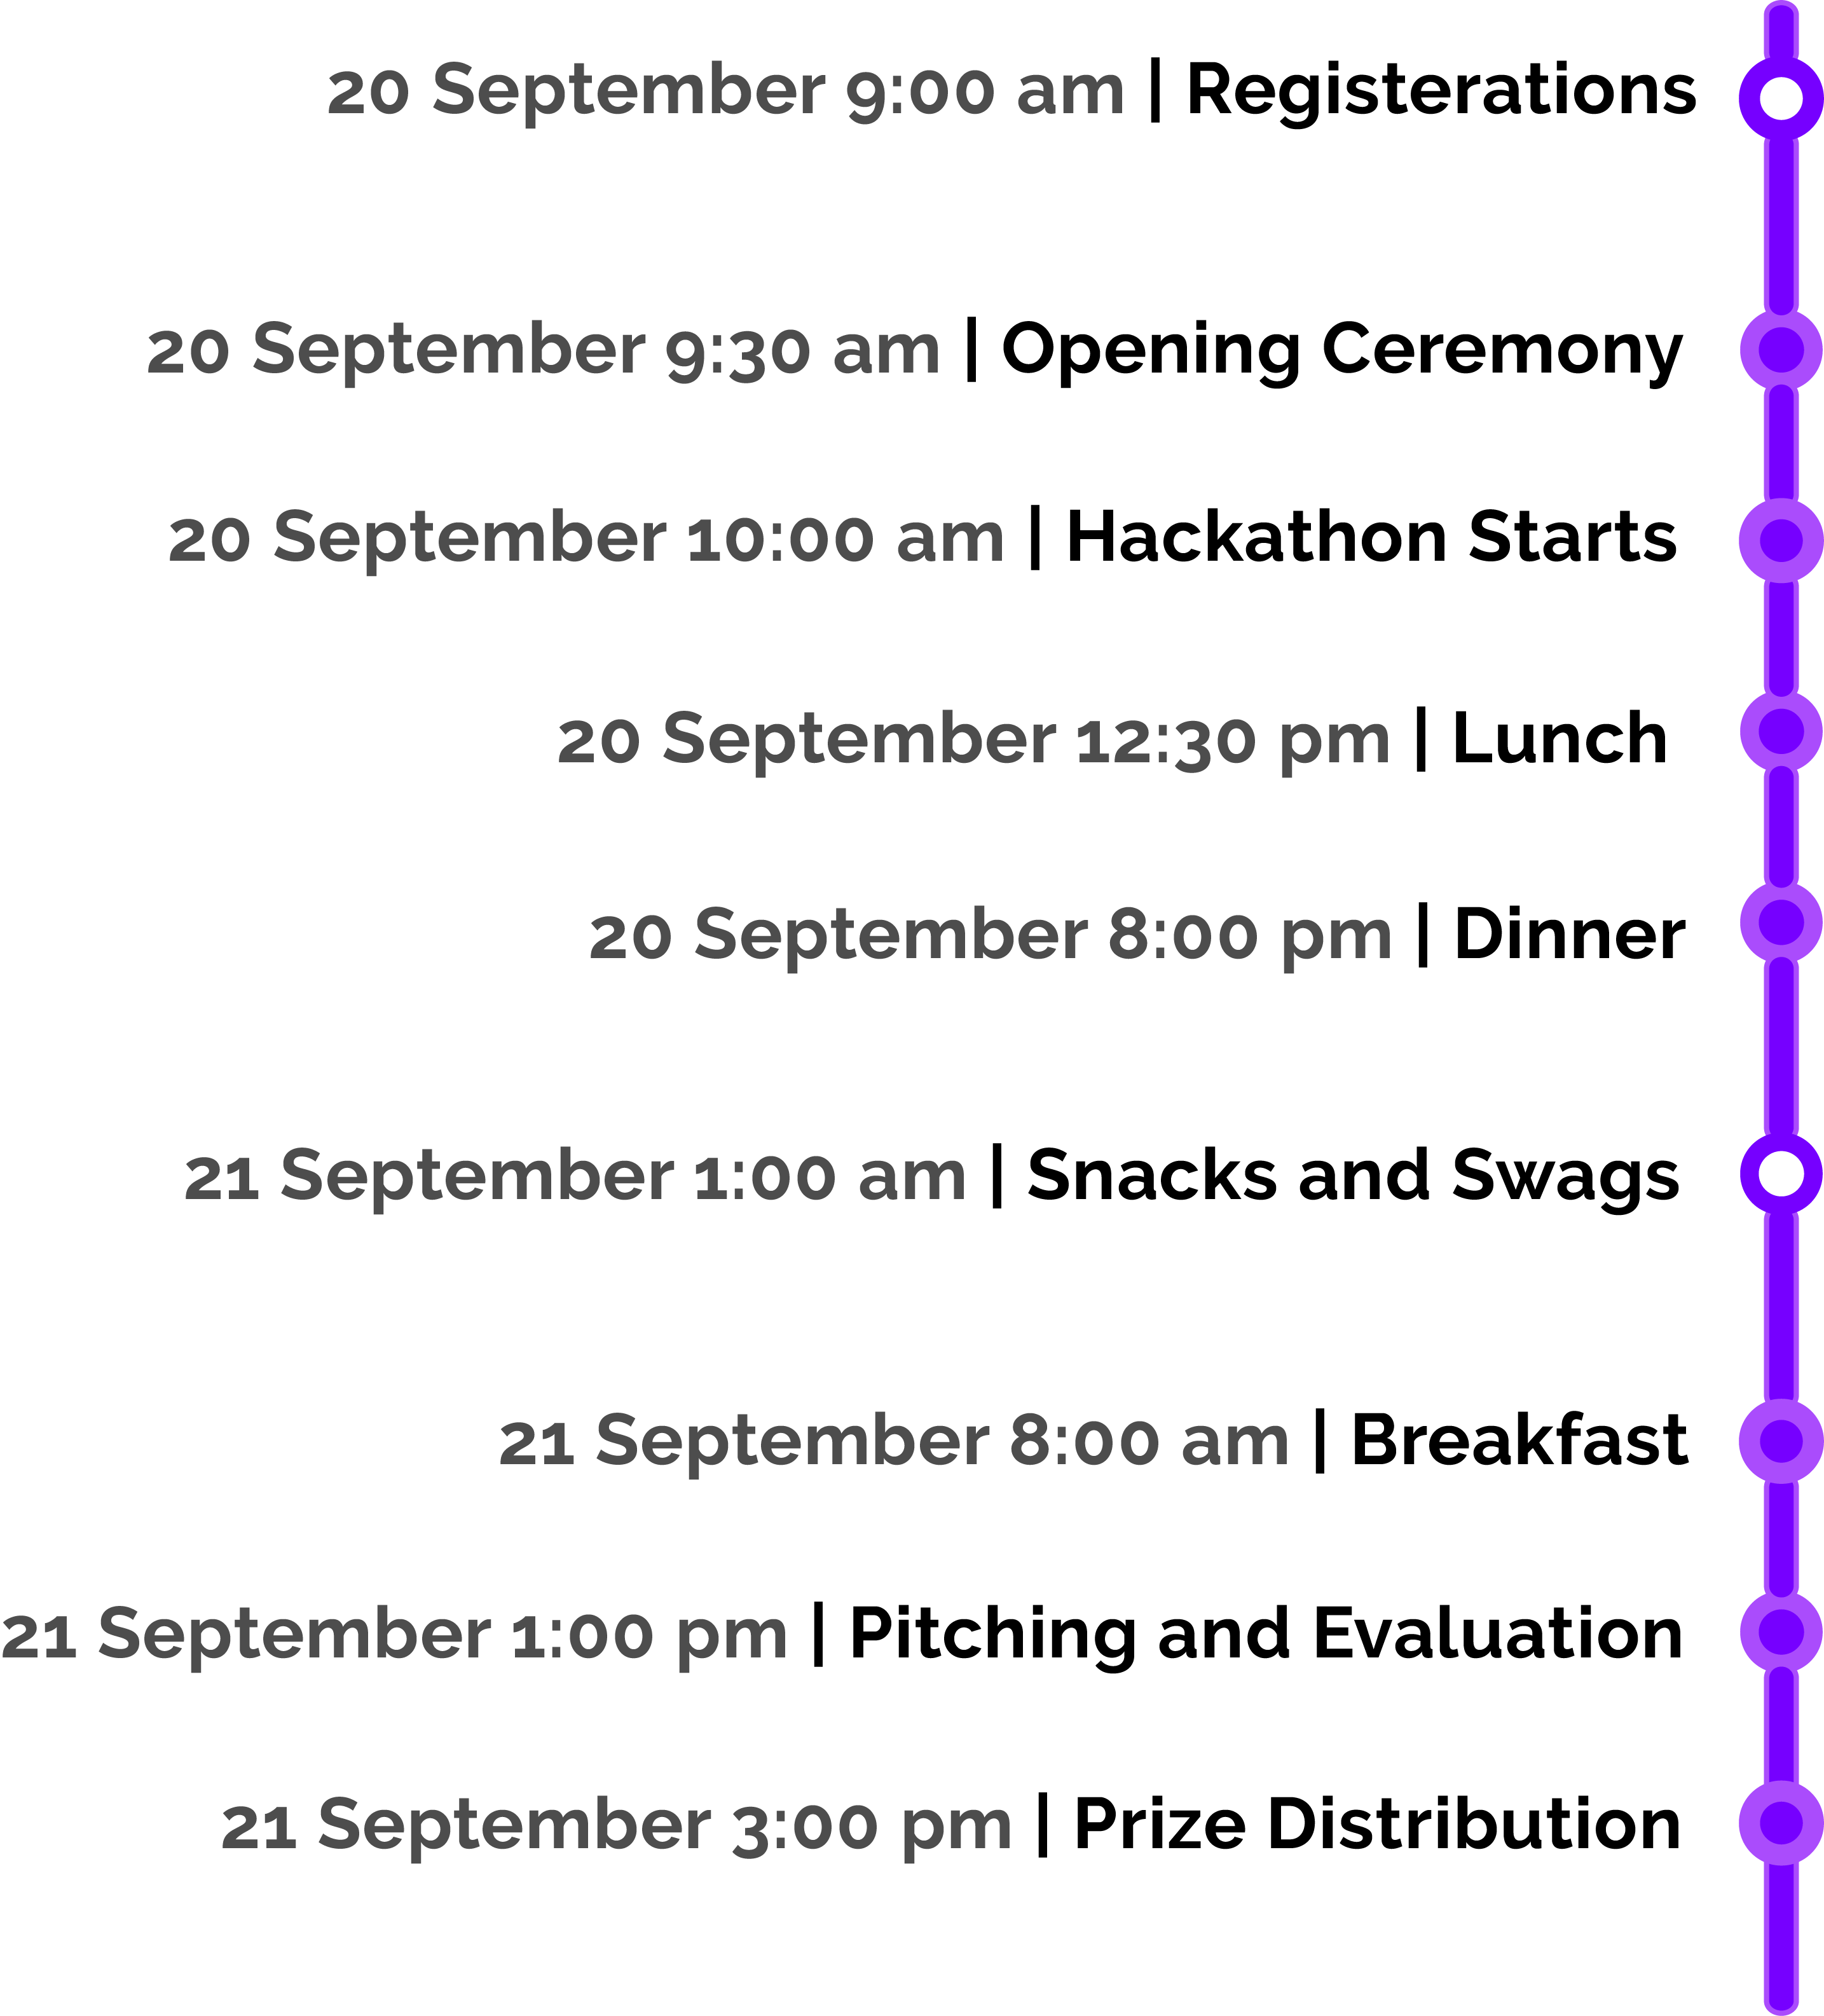 20 September 9:00 am | Registerations
20 September 9:30 am | Opening Ceremony
20 September 10:00 am | Hackathon Starts
20 September 12:30 pm | Lunch
20 September 8:00 pm | Dinner
21 September 1:00 am | Snacks and Swags
21 September 8:00 am | Breakfast
21 September 1:00 pm | Pitching and Evaluation
21 September 3:00 pm | Prize Distribution